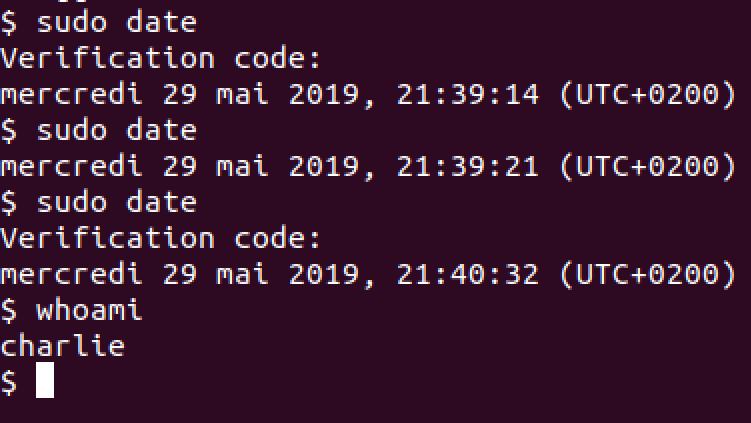 $ sudo date
Verification code:
mercredi 29 mai 2019, 21:39:14 (UTC+0200)
$ sudo date
mercredi 29 mai 2019, 21:39:21 (UTC+0200)
$ sudo date
Verification code:
mercredi 29 mai 2019, 21:40:32 (UTC+0200)
$ whoami
charlie
$